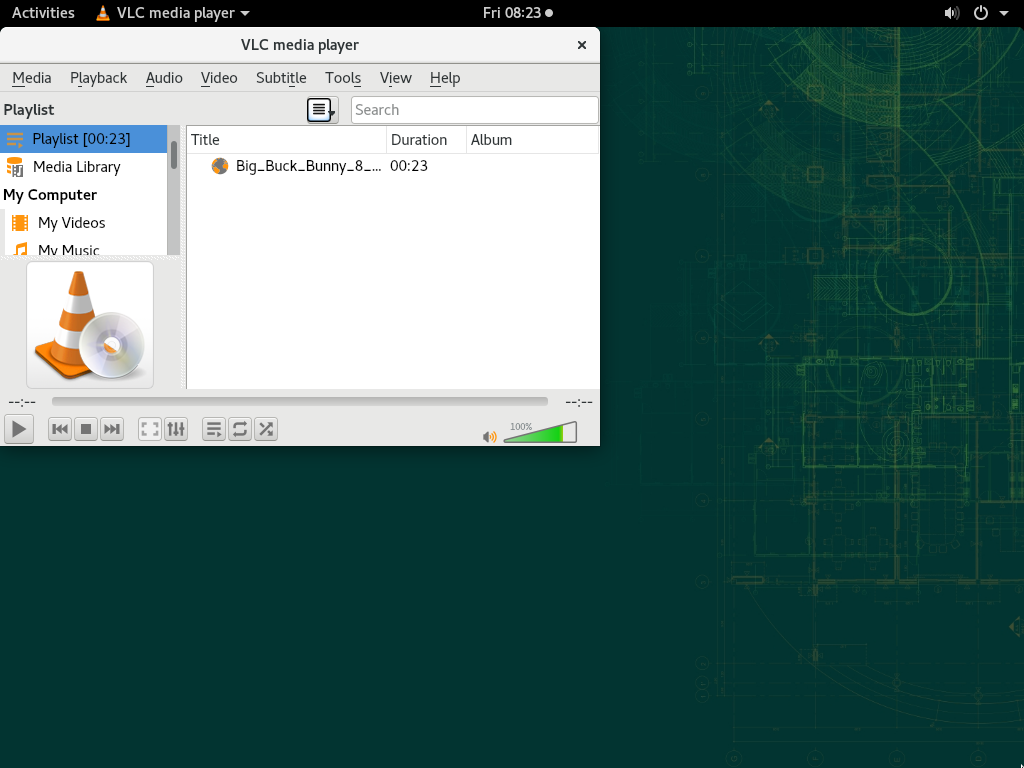 Activities VLC media player Fri 08:23
VLC media player
Media Playback Audio Video Subtitle Tools View Help
Playlist Search
Playlist [00:23]
Media Library
My Computer
My Videos
My Music
Title Duration Album
Big_Buck_Bunny_8_... 00:23
--:-- --:--
100%